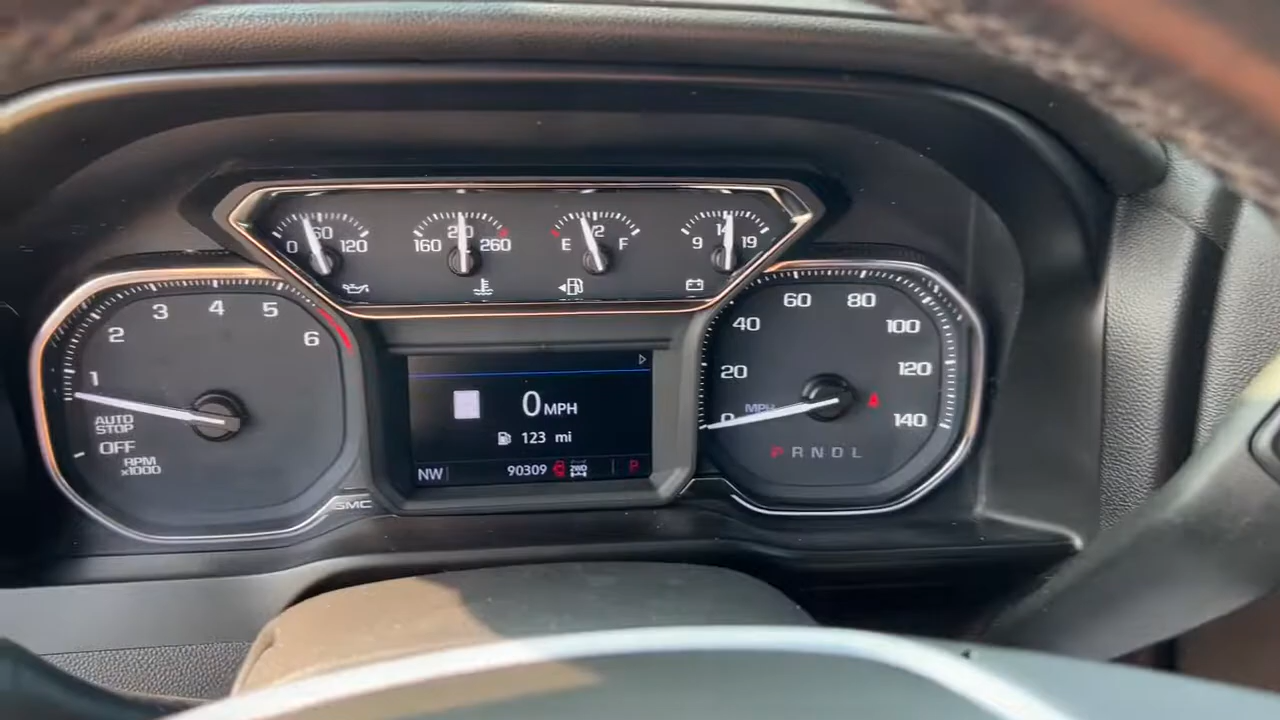 0 60 120
160 210 260
E 1/2 F
9 14 19
1 2 3 4 5 6
AUTO
STOP
OFF
RPM
x1000
GMC
0 MPH
123 mi
NW 90309 2WD P
0 20 40 60 80 100 120 140
MPH
P R N D L